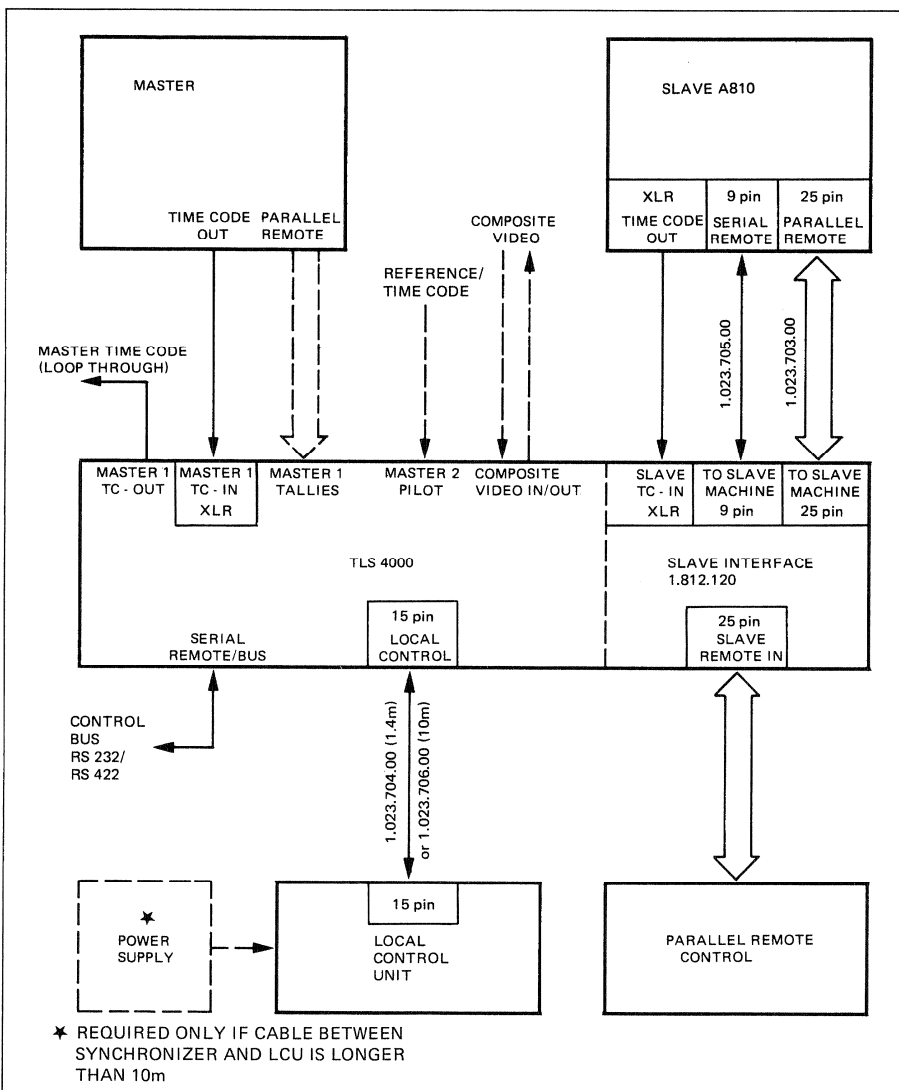 MASTER
TIME CODE
OUT
PARALLEL
REMOTE
SLAVE A810
XLR
TIME CODE
OUT
9 pin
SERIAL
REMOTE
25 pin
PARALLEL
REMOTE
COMPOSITE
VIDEO
REFERENCE/
TIME CODE
MASTER TIME CODE
(LOOP THROUGH)
1.023.705.00
1.023.703.00
MASTER 1
TC - OUT
MASTER 1
TC - IN
XLR
MASTER 1
TALLIES
MASTER 2
PILOT
COMPOSITE
VIDEO IN/OUT
SLAVE
TC - IN
XLR
TO SLAVE
MACHINE
9 pin
TO SLAVE
MACHINE
25 pin
TLS 4000
SLAVE INTERFACE
1.812.120
SERIAL
REMOTE/BUS
15 pin
LOCAL
CONTROL
25 pin
SLAVE
REMOTE IN
CONTROL
BUS
RS 232/
RS 422
1.023.704.00 (1.4m)
or 1.023.706.00 (10m)
★
POWER
SUPPLY
15 pin
LOCAL
CONTROL
UNIT
PARALLEL REMOTE
CONTROL
★ REQUIRED ONLY IF CABLE BETWEEN
SYNCHRONIZER AND LCU IS LONGER
THAN 10m